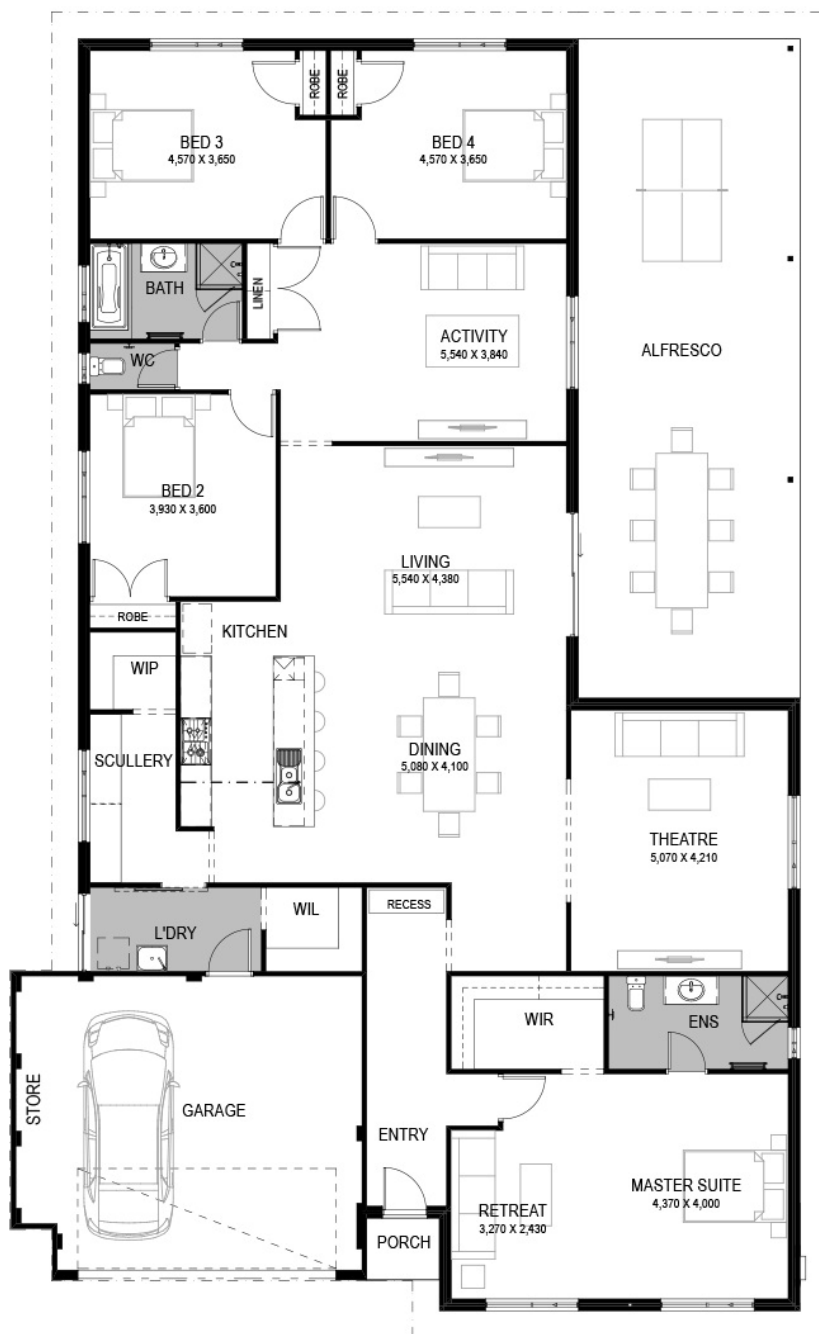 ROBE
ROBE
BED 3
4,570 X 3,650
BED 4
4,570 X 3,650
BATH
LINEN
ACTIVITY
5,540 X 3,840
ALFRESCO
WC
BED 2
3,930 X 3,600
LIVING
5,540 X 4,380
ROBE
KITCHEN
WIP
SCULLERY
DINING
5,080 X 4,100
THEATRE
5,070 X 4,210
L'DRY
WIL
RECESS
WIR
ENS
STORE
GARAGE
ENTRY
MASTER SUITE
4,370 X 4,000
RETREAT
3,270 X 2,430
PORCH